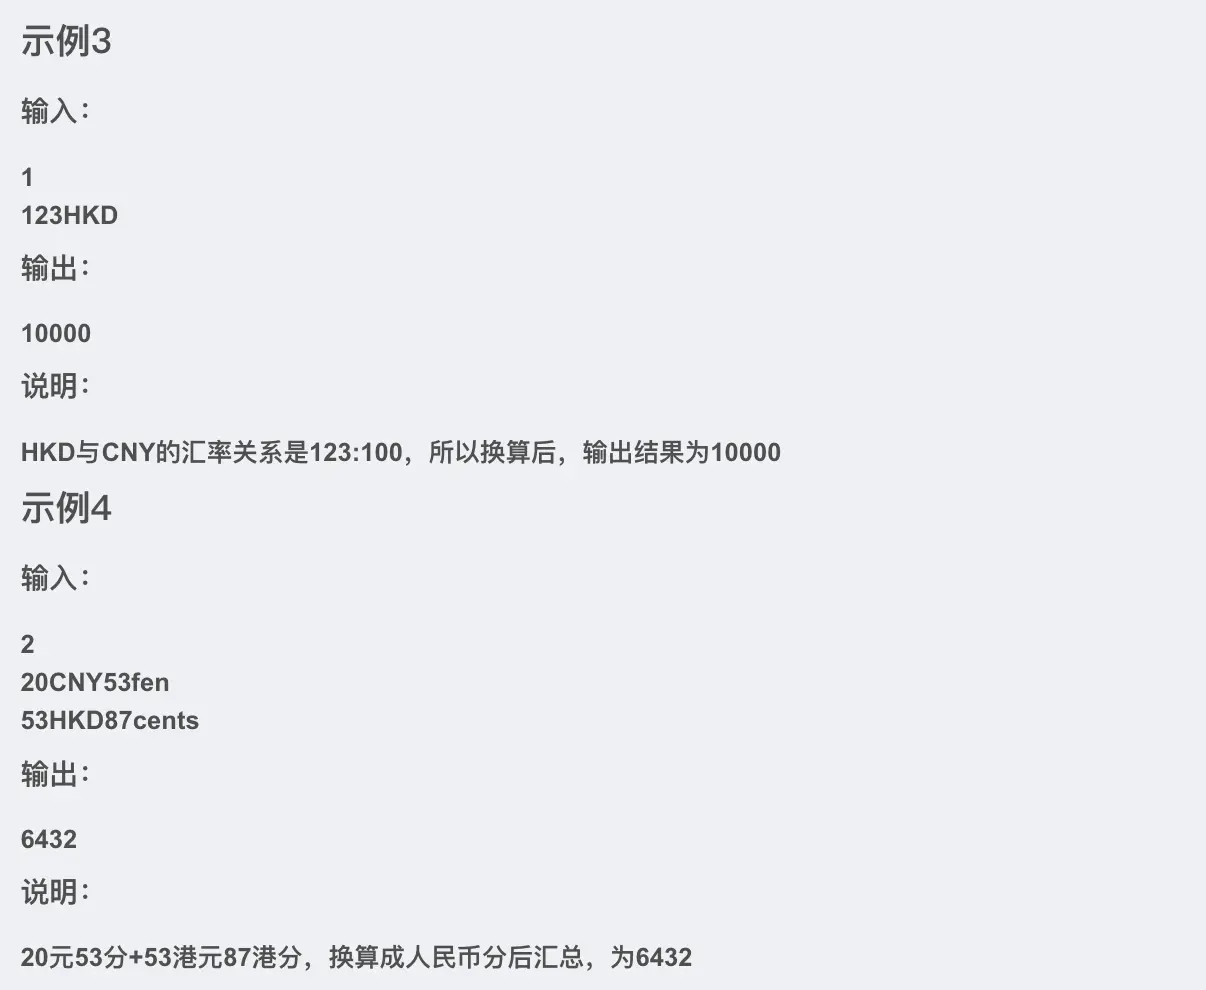 示例3
输入：
1
123HKD
输出：
10000
说明：
HKD与CNY的汇率关系是123:100，所以换算后，输出结果为10000
示例4
输入：
2
20CNY53fen
53HKD87cents
输出：
6432
说明：
20元53分+53港元87港分，换算成人民币分后汇总，为6432